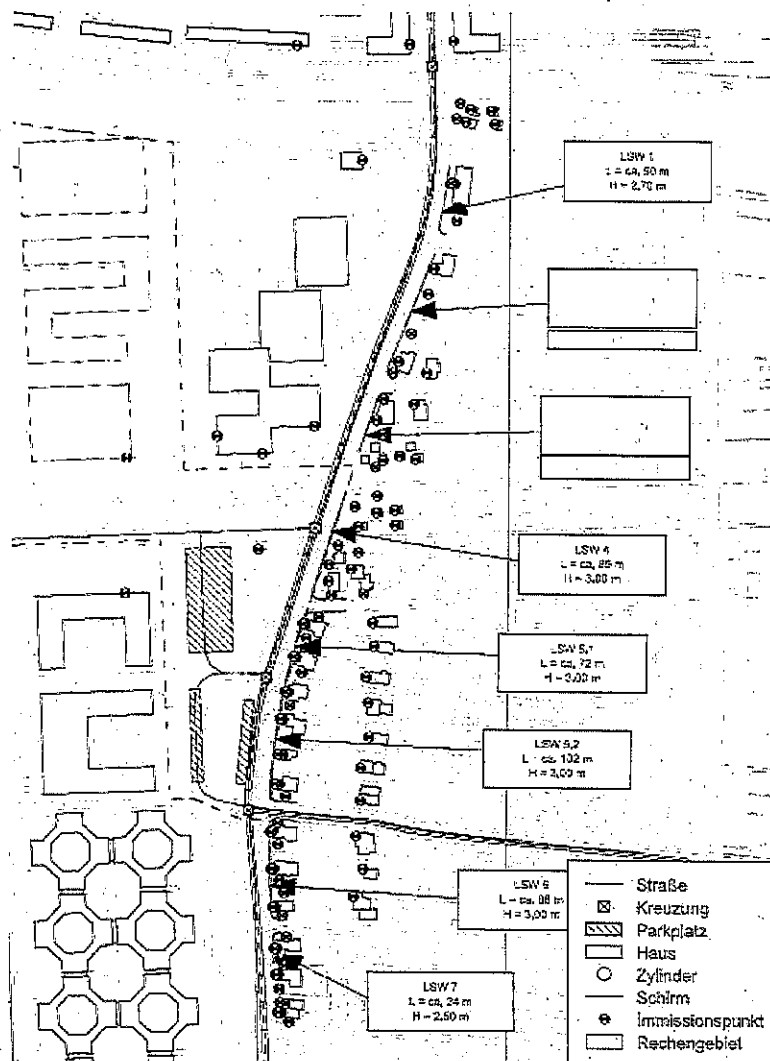 LSW 1
L = ca. 50 m
H = 2,70 m
LSW 4
L = ca. 85 m
H = 3,00 m
LSW 5,1
L = ca. 72 m
H = 3,00 m
LSW 5,2
L = ca. 102 m
H = 3,00 m
LSW 6
L = ca. 88 m
H = 3,00 m
LSW 7
L = ca. 24 m
H = 2,50 m
Straße
Kreuzung
Parkplatz
Haus
Zylinder
Schirm
Immissionspunkt
Rechengebiet